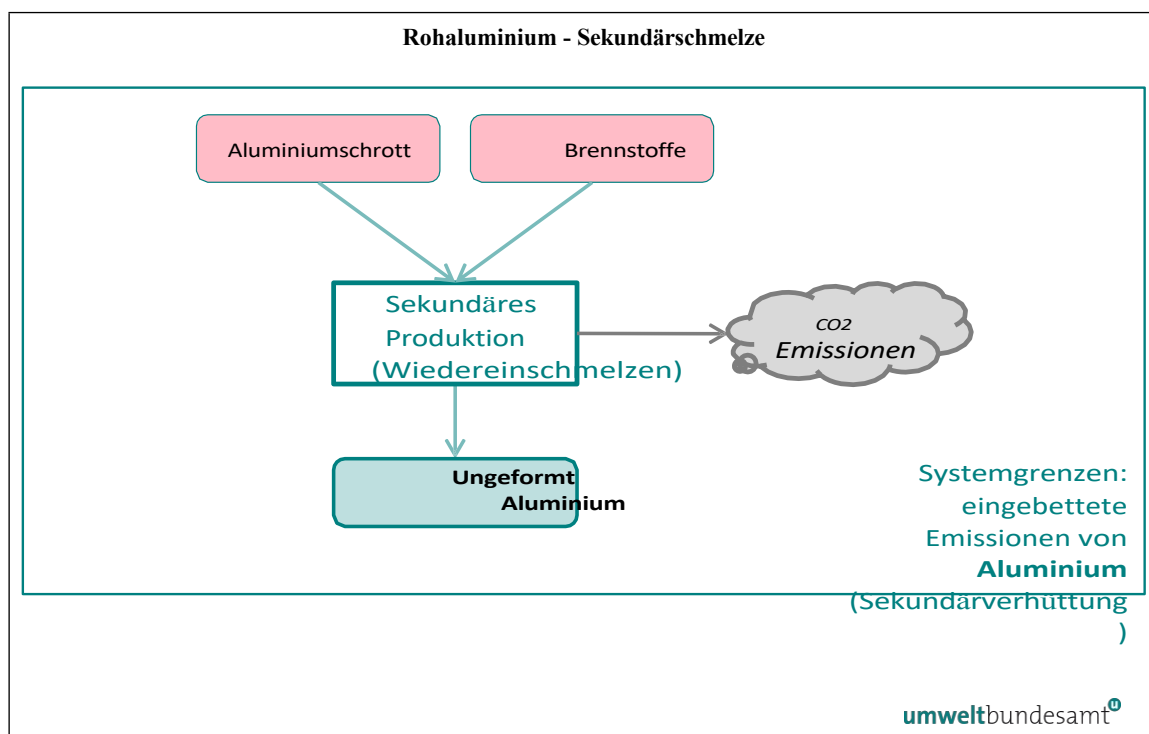 Rohaluminium - Sekundärschmelze
Aluminiumschrott
Brennstoffe
Sekundäres
Produktion
(Wiedereinschmelzen)
CO2
Emissionen
Ungeformt
Aluminium
Systemgrenzen:
eingebettete
Emissionen von
Aluminium
(Sekundärverhüttung
)
umweltbundesamt u